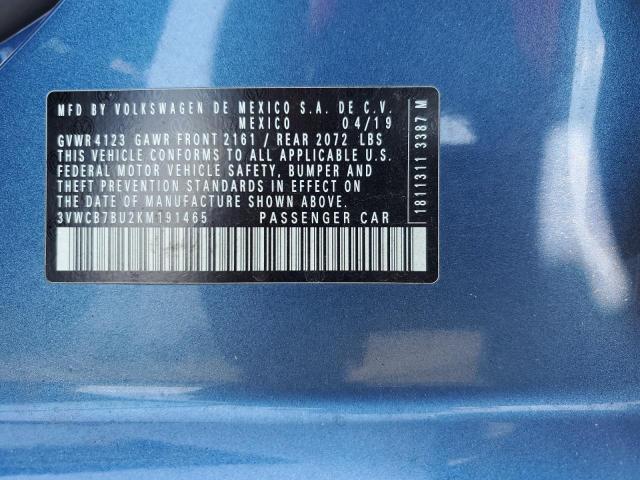 MFD BY VOLKSWAGEN DE MEXICO S.A. DE C.V.
MEXICO 04/19
GVWR 4123 GAWR FRONT 2161 / REAR 2072 LBS
THIS VEHICLE CONFORMS TO ALL APPLICABLE U.S.
FEDERAL MOTOR VEHICLE SAFETY, BUMPER AND
THEFT PREVENTION STANDARDS IN EFFECT ON
THE DATE OF MANUFACTURE SHOWN ABOVE.
3VWCB7BU2KM191465 PASSENGER CAR
1811311 3387 M